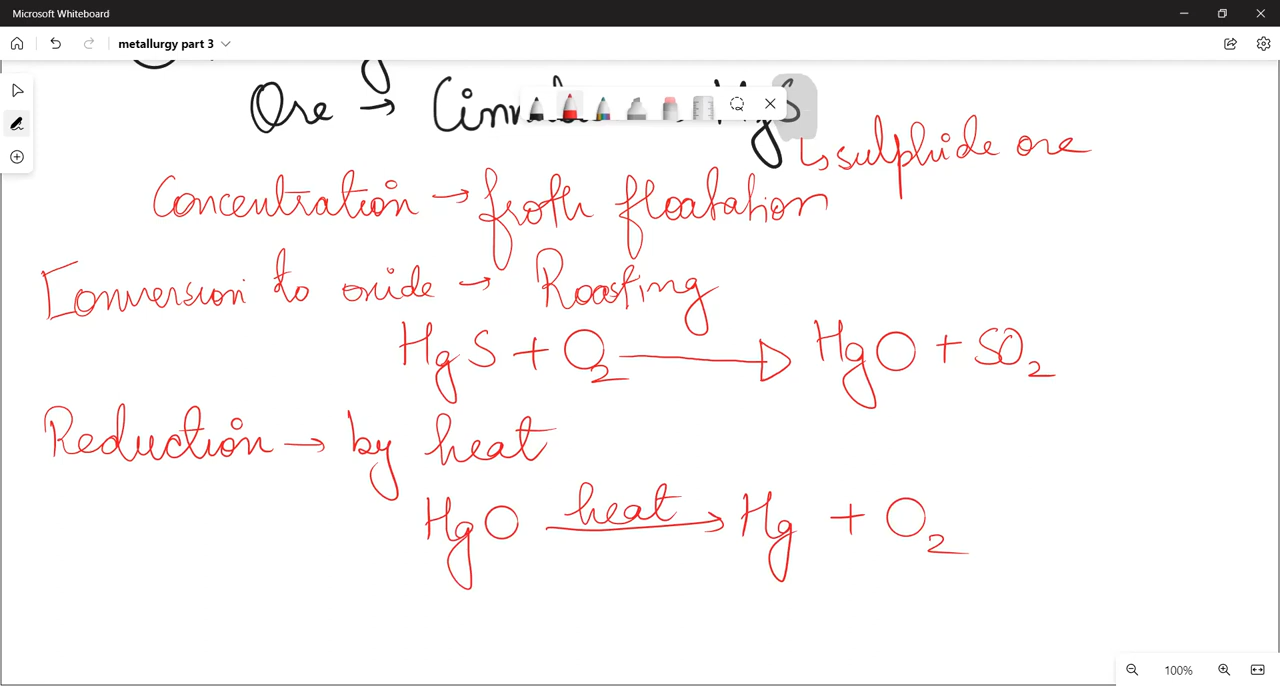 Microsoft Whiteboard
metallurgy part 3
Ore → HgS
↳ sulphide ore
Concentration → froth floatation
Conversion to oxide → Roasting
HgS + O2 → HgO + SO2
Reduction → by heat
HgO heat → Hg + O2
100%